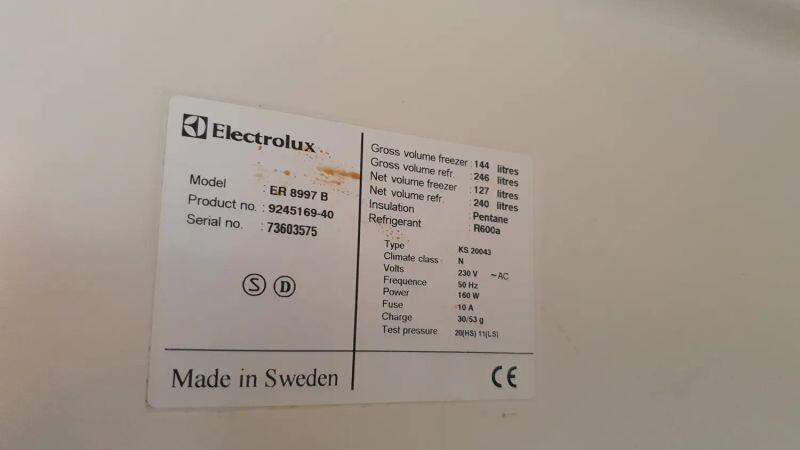 Electrolux
Model : ER 8997 B
Product no. : 9245169-40
Serial no. : 73603575
S D
Gross volume freezer : 144 litres
Gross volume refr. : 246 litres
Net volume freezer : 127 litres
Net volume refr. : 240 litres
Insulation : Pentane
Refrigerant : R600a
Type KS 20043
Climate class : N
Volts 230 V ~ AC
Frequence 50 Hz
Power 160 W
Fuse 10 A
Charge 30/53 g
Test pressure 20(HS) 11(LS)
Made in Sweden
CE